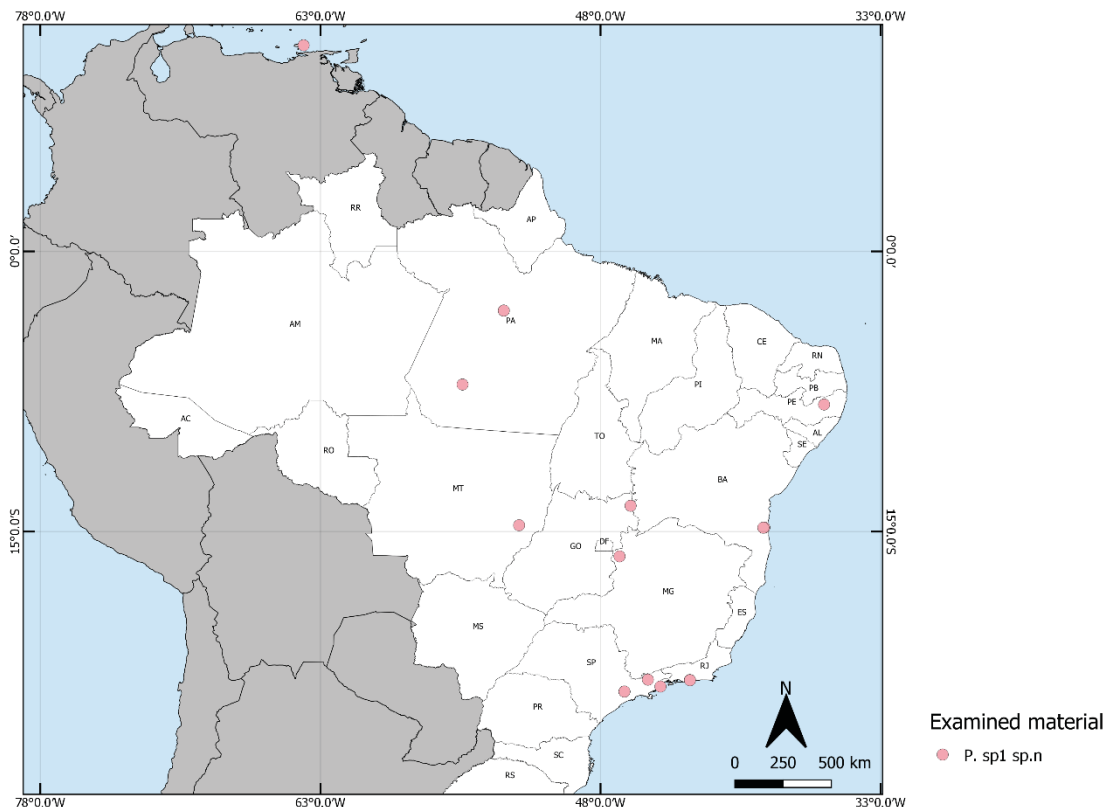 78°0.0'W 63°0.0'W 48°0.0'W 33°0.0'W
0°0.0' 0°0.0'
RR AP
AM PA MA CE RN
PB
PI PE
AC AL
TO SE
RO
MT BA
15°0.0'S 15°0.0'S
GO DF
MG
ES
MS
SP RJ
PR
N
SC
RS
0 250 500 km
78°0.0'W 63°0.0'W 48°0.0'W 33°0.0'W
Examined material
P. sp1 sp.n